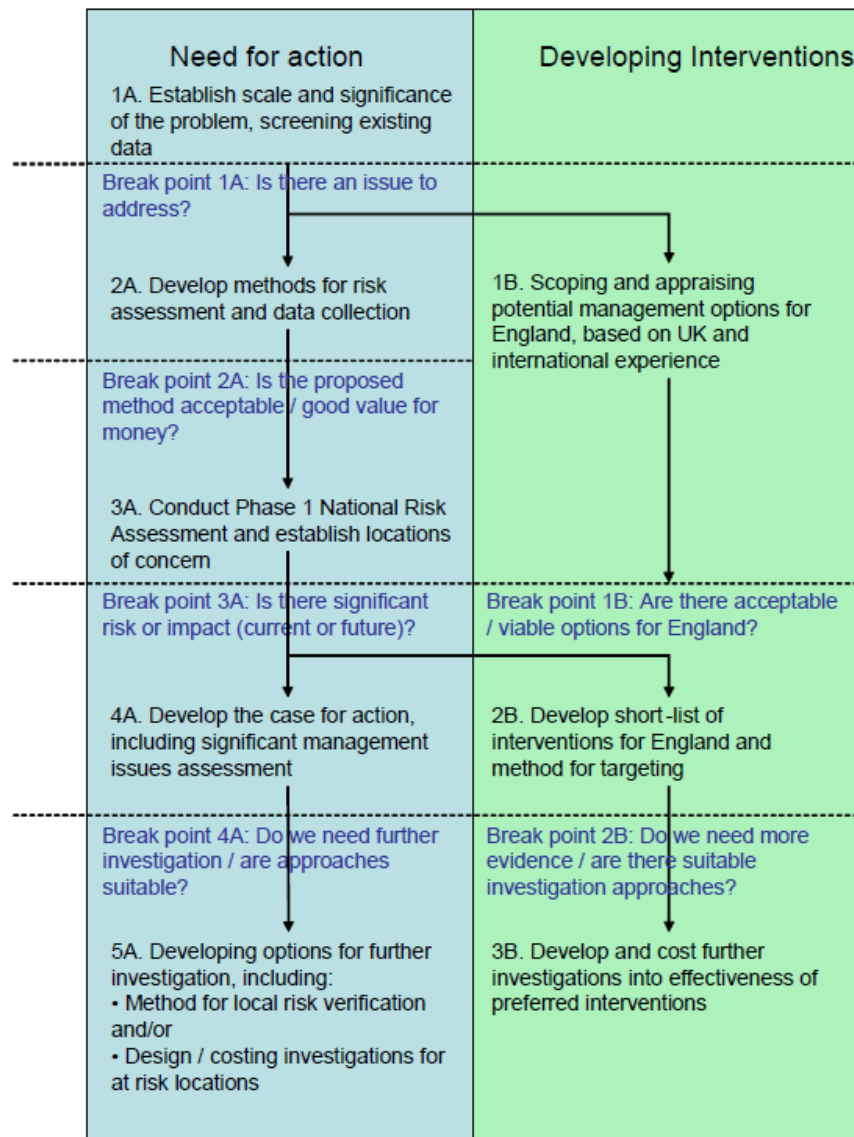 Need for action
1A. Establish scale and significance
of the problem, screening existing
data
Developing Interventions
Break point 1A: Is there an issue to
address?
2A. Develop methods for risk
assessment and data collection
1B. Scoping and appraising
potential management options for
England, based on UK and
international experience
Break point 2A: Is the proposed
method acceptable / good value for
money?
3A. Conduct Phase 1 National Risk
Assessment and establish locations
of concern
Break point 3A: Is there significant
risk or impact (current or future)?
Break point 1B: Are there acceptable
/ viable options for England?
4A. Develop the case for action,
including significant management
issues assessment
2B. Develop short-list of
interventions for England and
method for targeting
Break point 4A: Do we need further
investigation / are approaches
suitable?
Break point 2B: Do we need more
evidence / are there suitable
investigation approaches?
5A. Developing options for further
investigation, including:
• Method for local risk verification
and/or
• Design / costing investigations for
at risk locations
3B. Develop and cost further
investigations into effectiveness of
preferred interventions